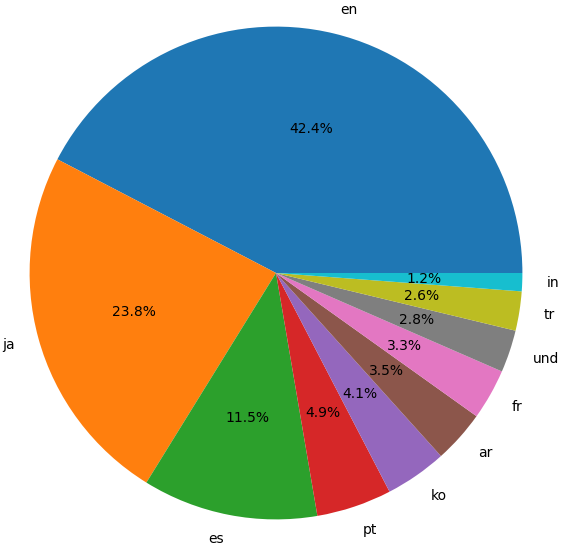 en
42.4%
ja
23.8%
es
11.5%
pt
4.9%
ko
4.1%
ar
3.5%
fr
3.3%
und
2.8%
tr
2.6%
in
1.2%